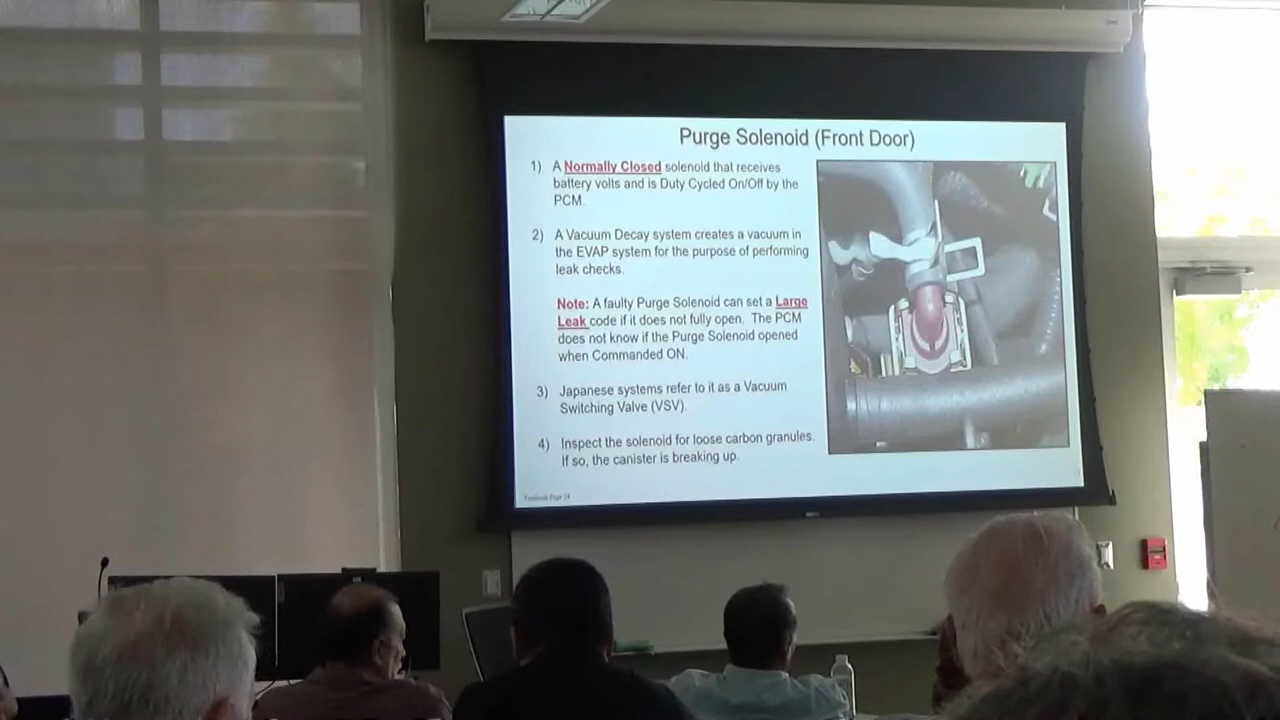 Purge Solenoid (Front Door)
1) A Normally Closed solenoid that receives
battery volts and is Duty Cycled On/Off by the
PCM.
2) A Vacuum Decay system creates a vacuum in
the EVAP system for the purpose of performing
leak checks.
Note: A faulty Purge Solenoid can set a Large
Leak code if it does not fully open. The PCM
does not know if the Purge Solenoid opened
when Commanded ON.
3) Japanese systems refer to it as a Vacuum
Switching Valve (VSV).
4) Inspect the solenoid for loose carbon granules.
If so, the canister is breaking up.
Textbook Page 24